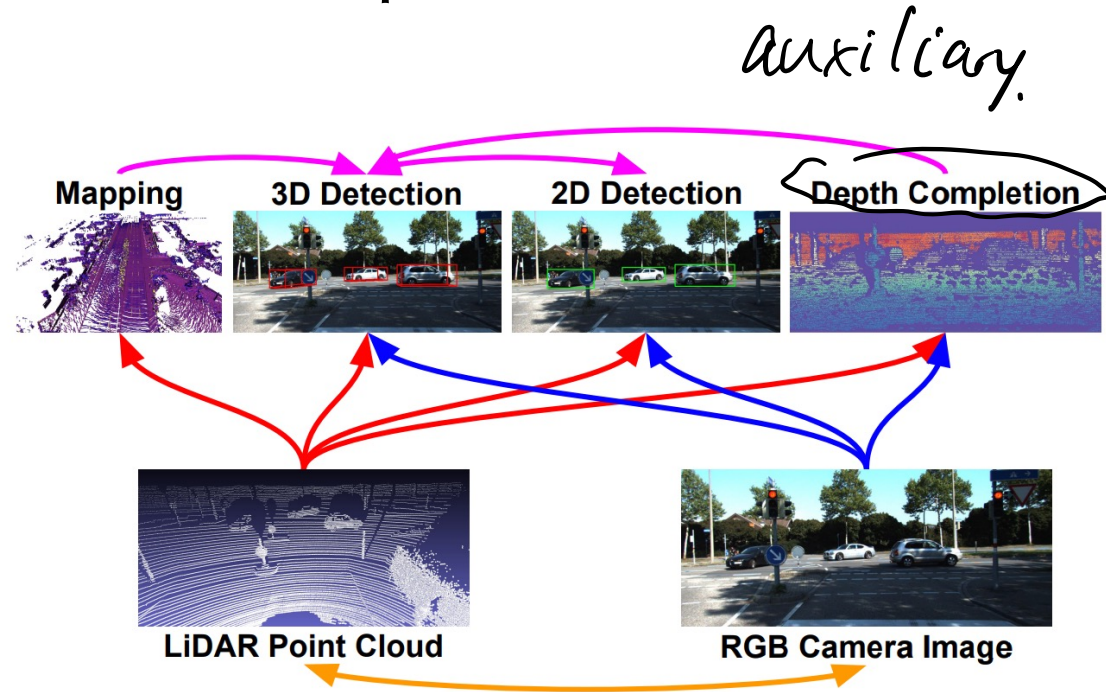 auxiliary.
Mapping 3D Detection 2D Detection Depth Completion
LiDAR Point Cloud RGB Camera Image